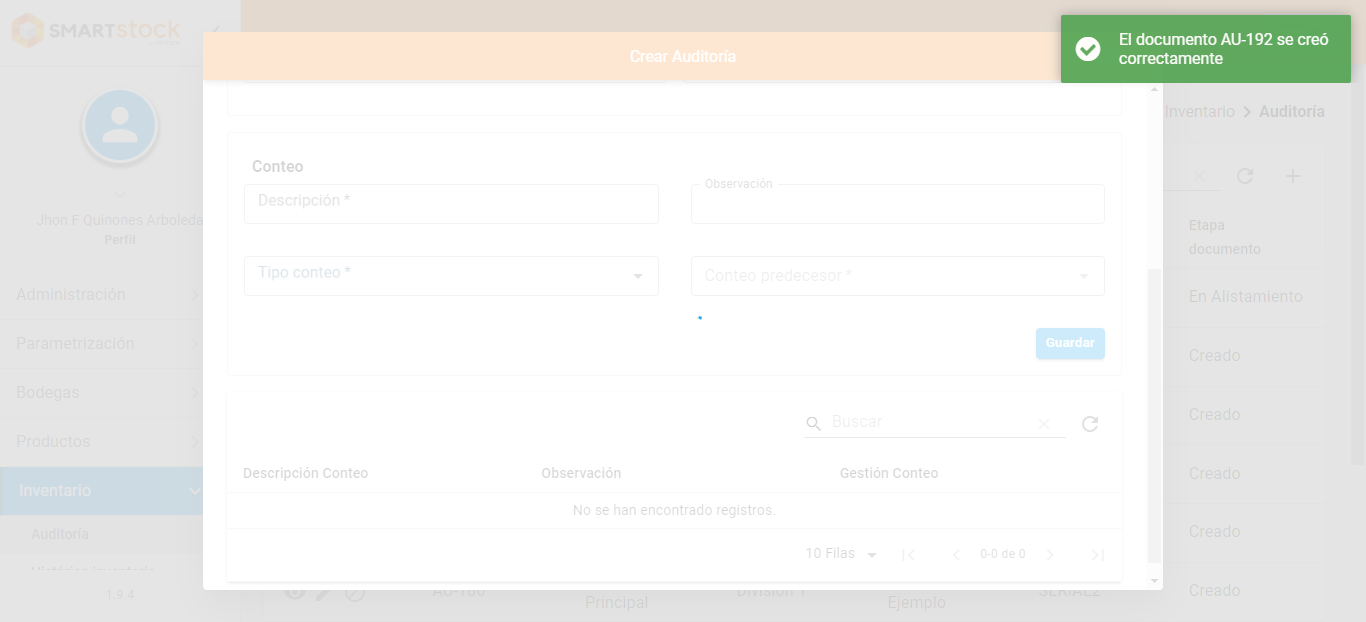 SMARTstock
Crear Auditoría
El documento AU-192 se creó
correctamente
Inventario > Auditoría
Jhon F Quinones Arboleda
Perfil
Administración
Parametrización
Bodegas
Productos
Inventario
Auditoría
Histórico inventario
1.9.4
Conteo
Descripción *
Observación
Tipo conteo *
Conteo predecesor *
Guardar
Buscar
Descripción Conteo Observación Gestión Conteo
No se han encontrado registros.
10 Filas 0-0 de 0
Etapa
documento
En Alistamiento
Creado
Creado
Creado
Creado
Creado
AU-180
Principal
División 1
Ejemplo
SERIAL2